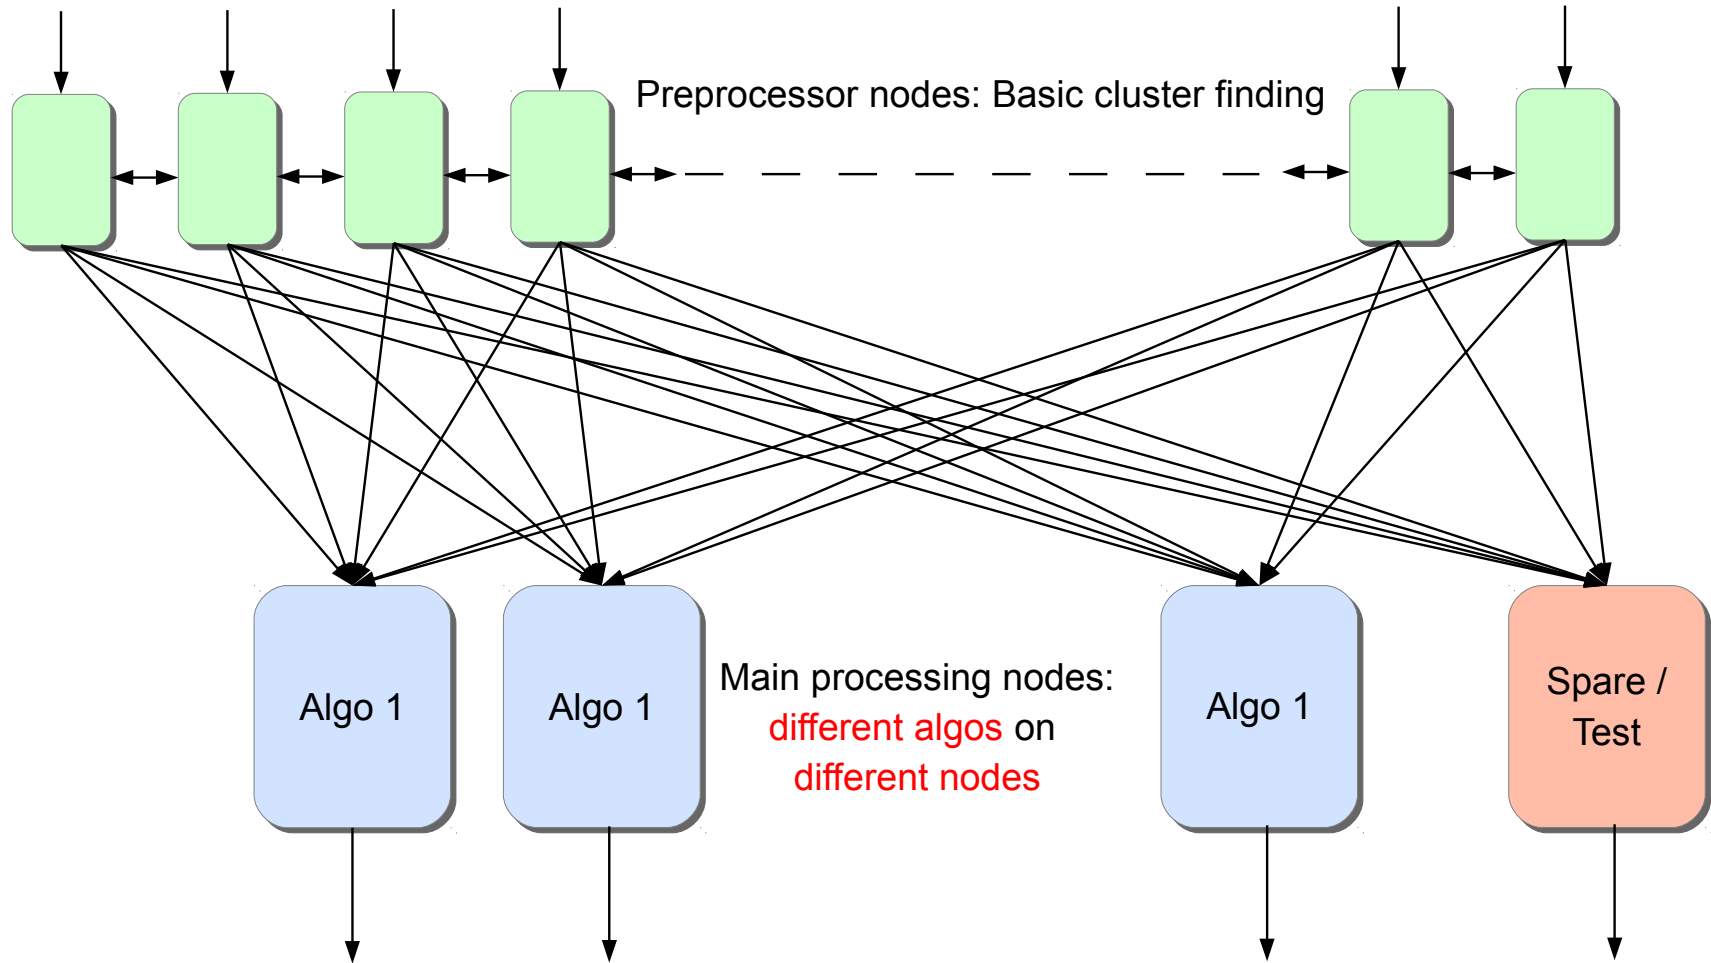 Preprocessor nodes: Basic cluster finding
Algo 1
Algo 1
Main processing nodes:
different algos on
different nodes
Algo 1
Spare /
Test